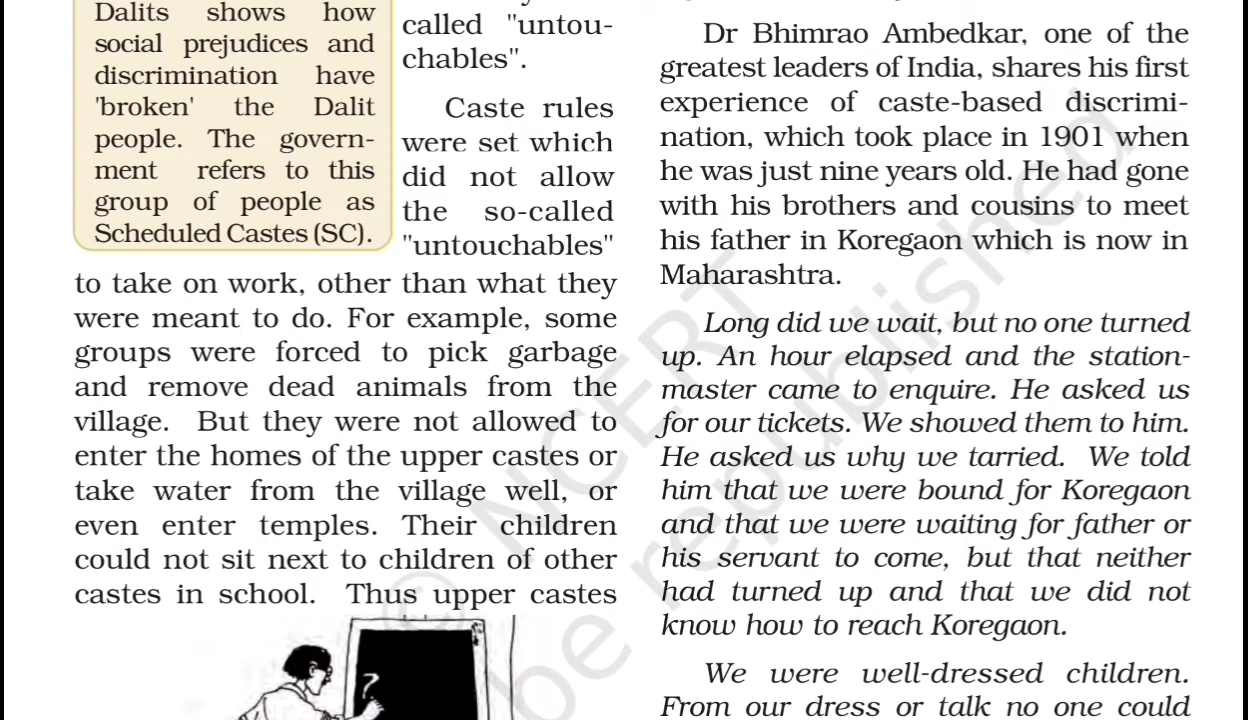 Dalits shows how
social prejudices and
discrimination have
'broken' the Dalit
people. The govern-
ment refers to this
group of people as
Scheduled Castes (SC).
called "untou-
chables".
Caste rules
were set which
did not allow
the so-called
"untouchables"
to take on work, other than what they
were meant to do. For example, some
groups were forced to pick garbage
and remove dead animals from the
village. But they were not allowed to
enter the homes of the upper castes or
take water from the village well, or
even enter temples. Their children
could not sit next to children of other
castes in school. Thus upper castes
?
Dr Bhimrao Ambedkar, one of the
greatest leaders of India, shares his first
experience of caste-based discrimi-
nation, which took place in 1901 when
he was just nine years old. He had gone
with his brothers and cousins to meet
his father in Koregaon which is now in
Maharashtra.
Long did we wait, but no one turned
up. An hour elapsed and the station-
master came to enquire. He asked us
for our tickets. We showed them to him.
He asked us why we tarried. We told
him that we were bound for Koregaon
and that we were waiting for father or
his servant to come, but that neither
had turned up and that we did not
know how to reach Koregaon.
We were well-dressed children.
From our dress or talk no one could
© NCERT
be republished